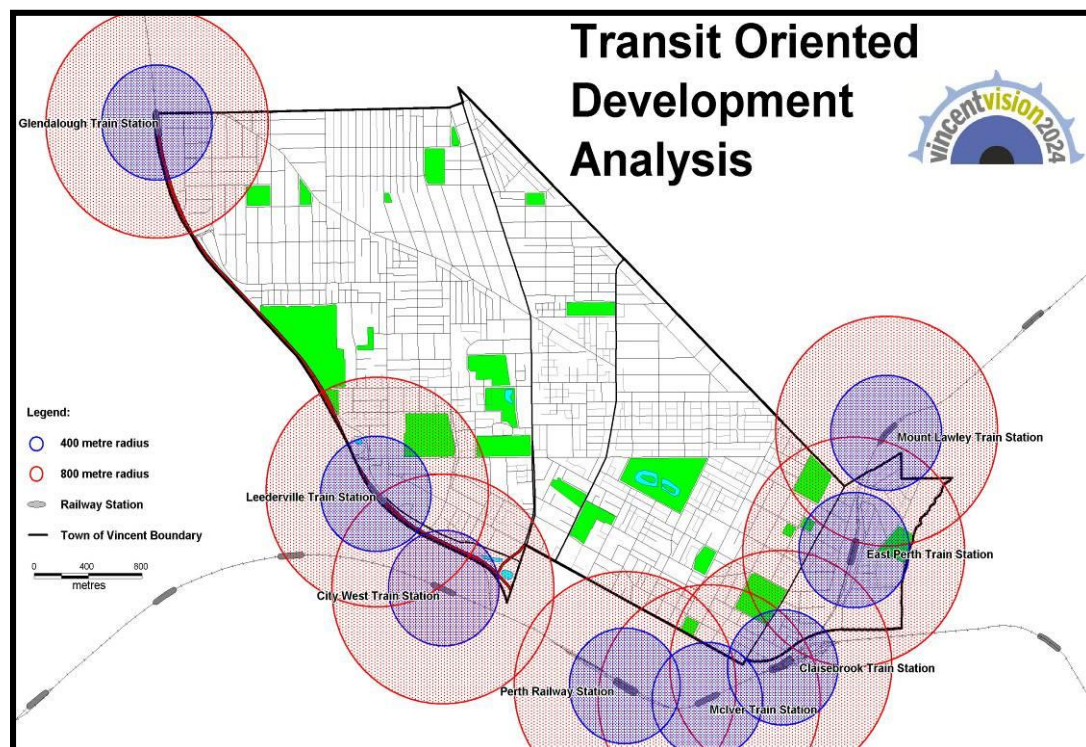 Transit Oriented
Development
Analysis
vincentvision2024
Glendalough Train Station
Mount Lawley Train Station
Legend:
400 metre radius
800 metre radius
Railway Station
Town of Vincent Boundary
0 400 800
metres
Leederville Train Station
East Perth Train Station
City West Train Station
Claisebrook Train Station
Perth Railway Station
McIver Train Station